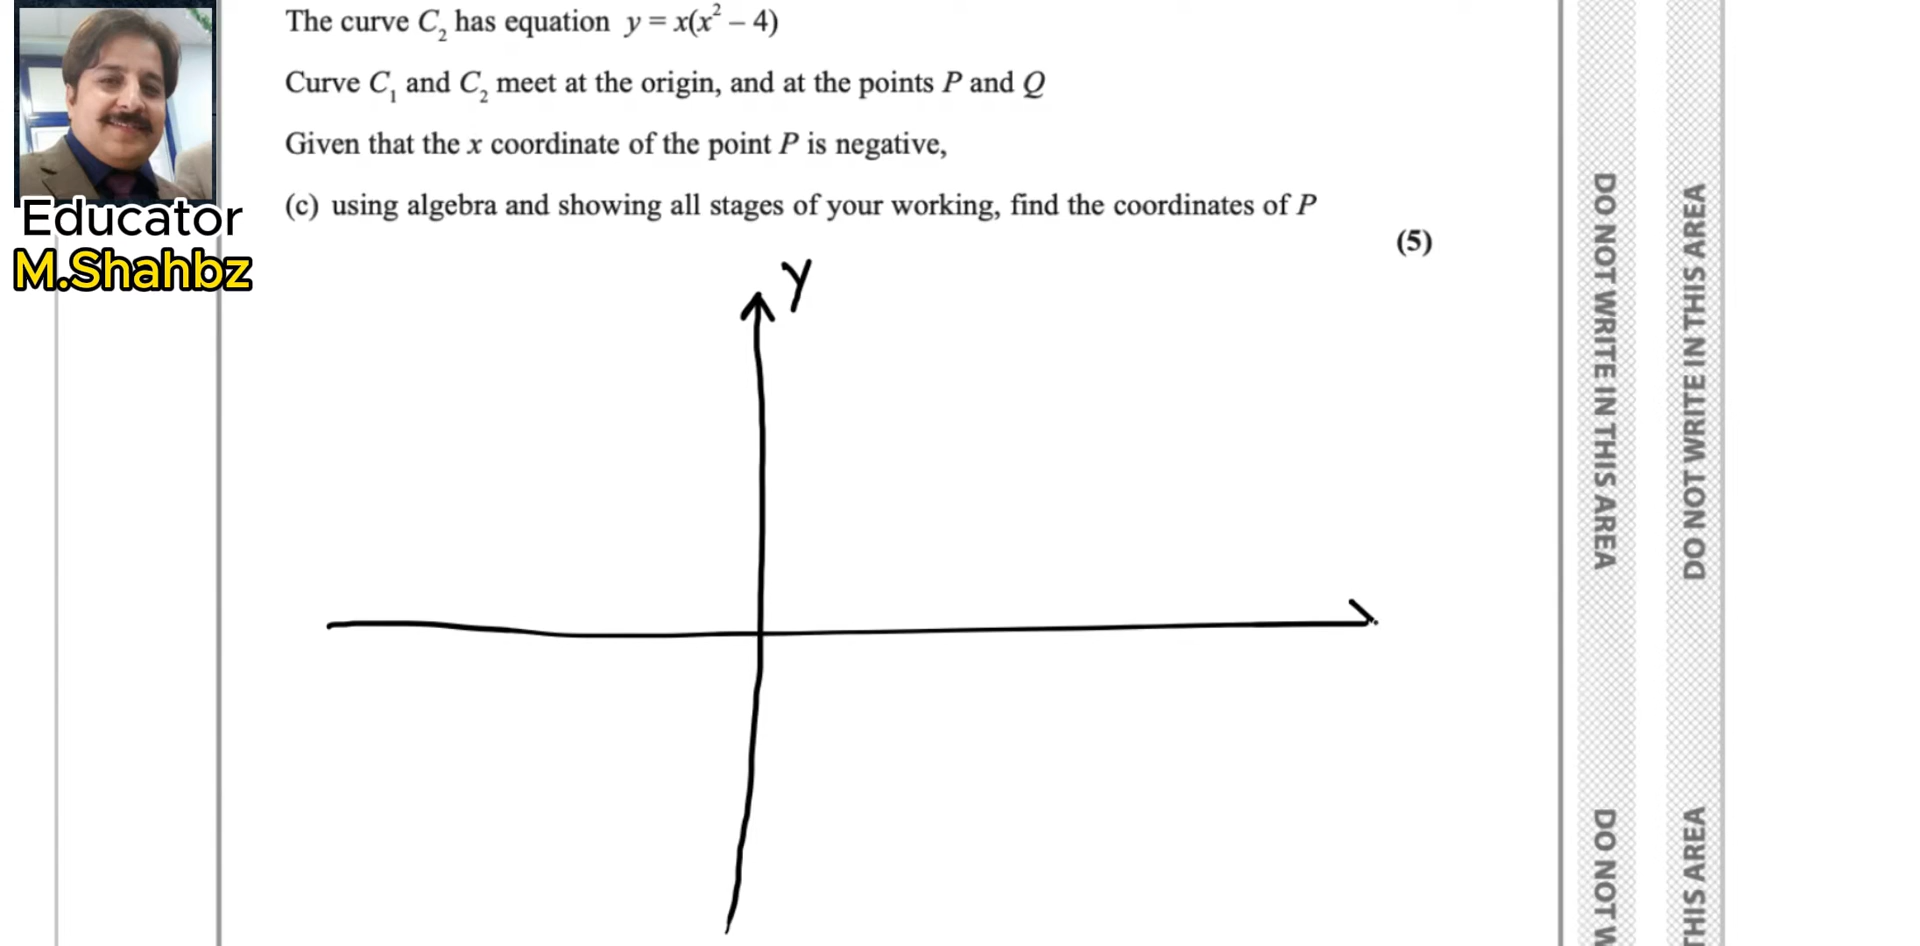 The curve C₂ has equation y = x(x² – 4)
Curve C₁ and C₂ meet at the origin, and at the points P and Q
Given that the x coordinate of the point P is negative,
(c) using algebra and showing all stages of your working, find the coordinates of P
(5)
Educator
M.Shahbz
y
DO NOT WRITE IN THIS AREA
DO NOT WRITE IN THIS AREA
DO NOT W
THIS AREA